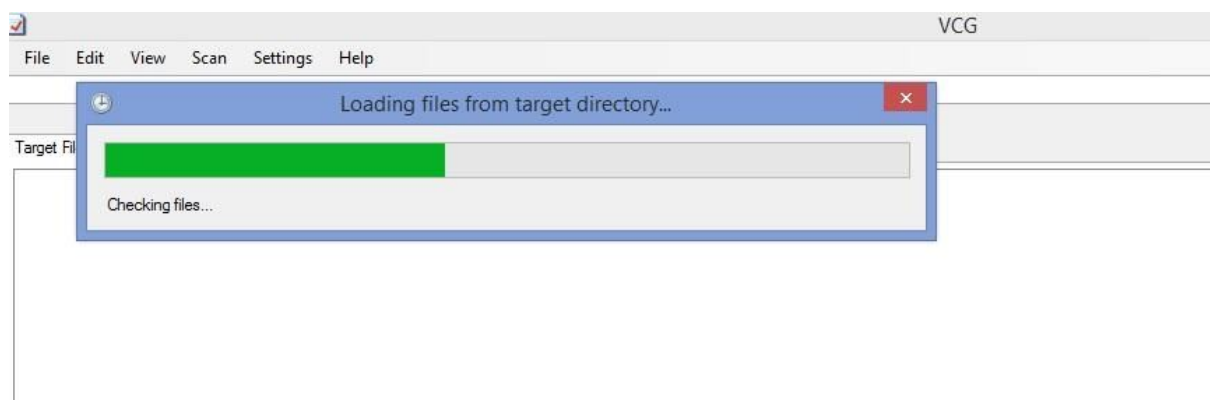 VCG
File Edit View Scan Settings Help
Loading files from target directory...
Target Fil
Checking files...